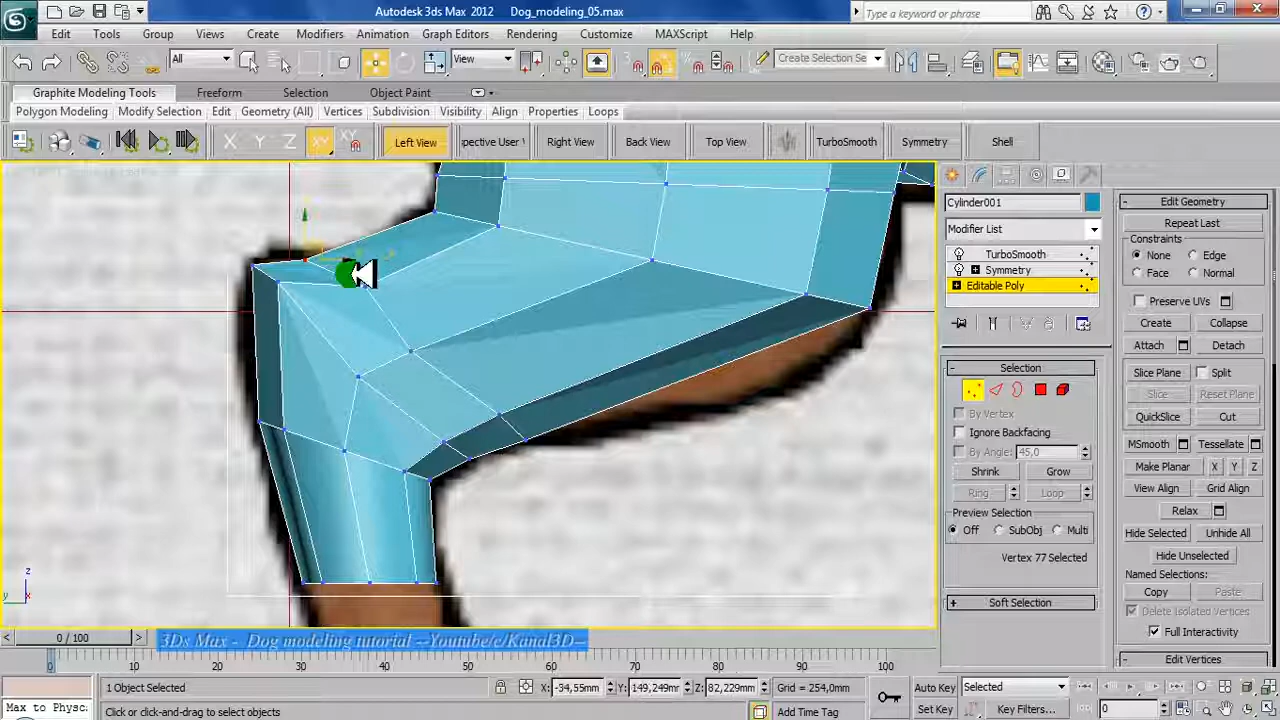 Autodesk 3ds Max 2012 Dog_modeling_05.max
Type a keyword or phrase
Edit Tools Group Views Create Modifiers Animation Graph Editors Rendering Customize MAXScript Help
All View Create Selection Se
Graphite Modeling Tools Freeform Selection Object Paint
Polygon Modeling Modify Selection Edit Geometry (All) Vertices Subdivision Visibility Align Properties Loops
X Y Z XY XY Left View spective User Right View Back View Top View TurboSmooth Symmetry Shell
Cylinder001
Modifier List
TurboSmooth
Symmetry
Editable Poly
Selection
By Vertex
Ignore Backfacing
By Angle: 45,0
Shrink Grow
Ring Loop
Preview Selection
Off SubObj Multi
Vertex 77 Selected
Soft Selection
Edit Geometry
Repeat Last
Constraints
None Edge
Face Normal
Preserve UVs
Create Collapse
Attach Detach
Slice Plane Split
Slice Reset Plane
QuickSlice Cut
MSmooth Tessellate
Make Planar X Y Z
View Align Grid Align
Relax
Hide Selected Unhide All
Hide Unselected
Named Selections:
Copy Paste
Delete Isolated Vertices
Full Interactivity
Edit Vertices
z
y x
0 / 100
3Ds Max - Dog modeling tutorial --Youtube/c/Kanal3D--
0 10 20 30 40 50 60 70 80 90 100
1 Object Selected X: -34,55mm Y: 149,249mm Z: 82,229mm Grid = 254,0mm Auto Key Selected
Max to Physc. Click or click-and-drag to select objects Add Time Tag Set Key Key Filters... 0